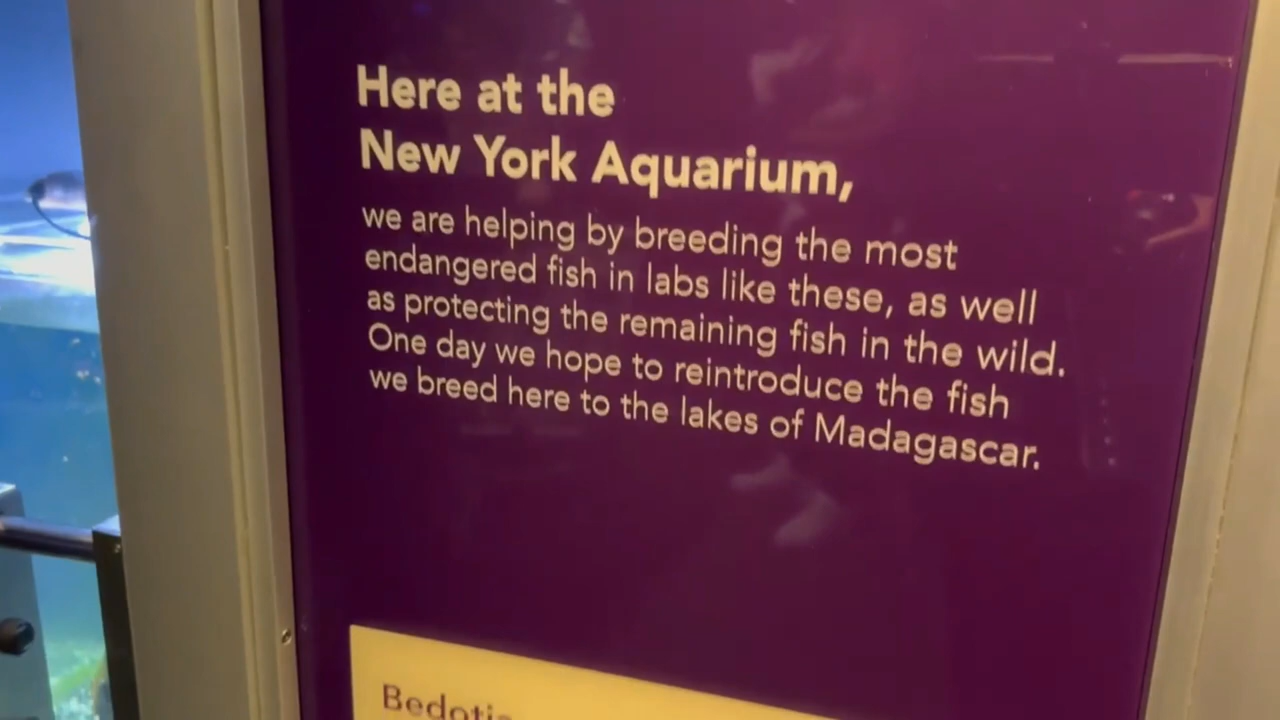 Here at the
New York Aquarium,
we are helping by breeding the most
endangered fish in labs like these, as well
as protecting the remaining fish in the wild.
One day we hope to reintroduce the fish
we breed here to the lakes of Madagascar.